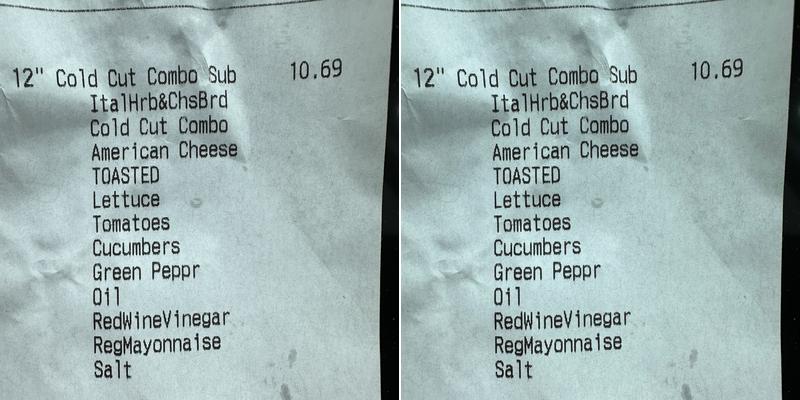 12" Cold Cut Combo Sub 10.69
ItalHrb&ChsBrd
Cold Cut Combo
American Cheese
TOASTED
Lettuce
Tomatoes
Cucumbers
Green Peppr
Oil
RedWineVinegar
RegMayonnaise
Salt
12" Cold Cut Combo Sub 10.69
ItalHrb&ChsBrd
Cold Cut Combo
American Cheese
TOASTED
Lettuce
Tomatoes
Cucumbers
Green Peppr
Oil
RedWineVinegar
RegMayonnaise
Salt